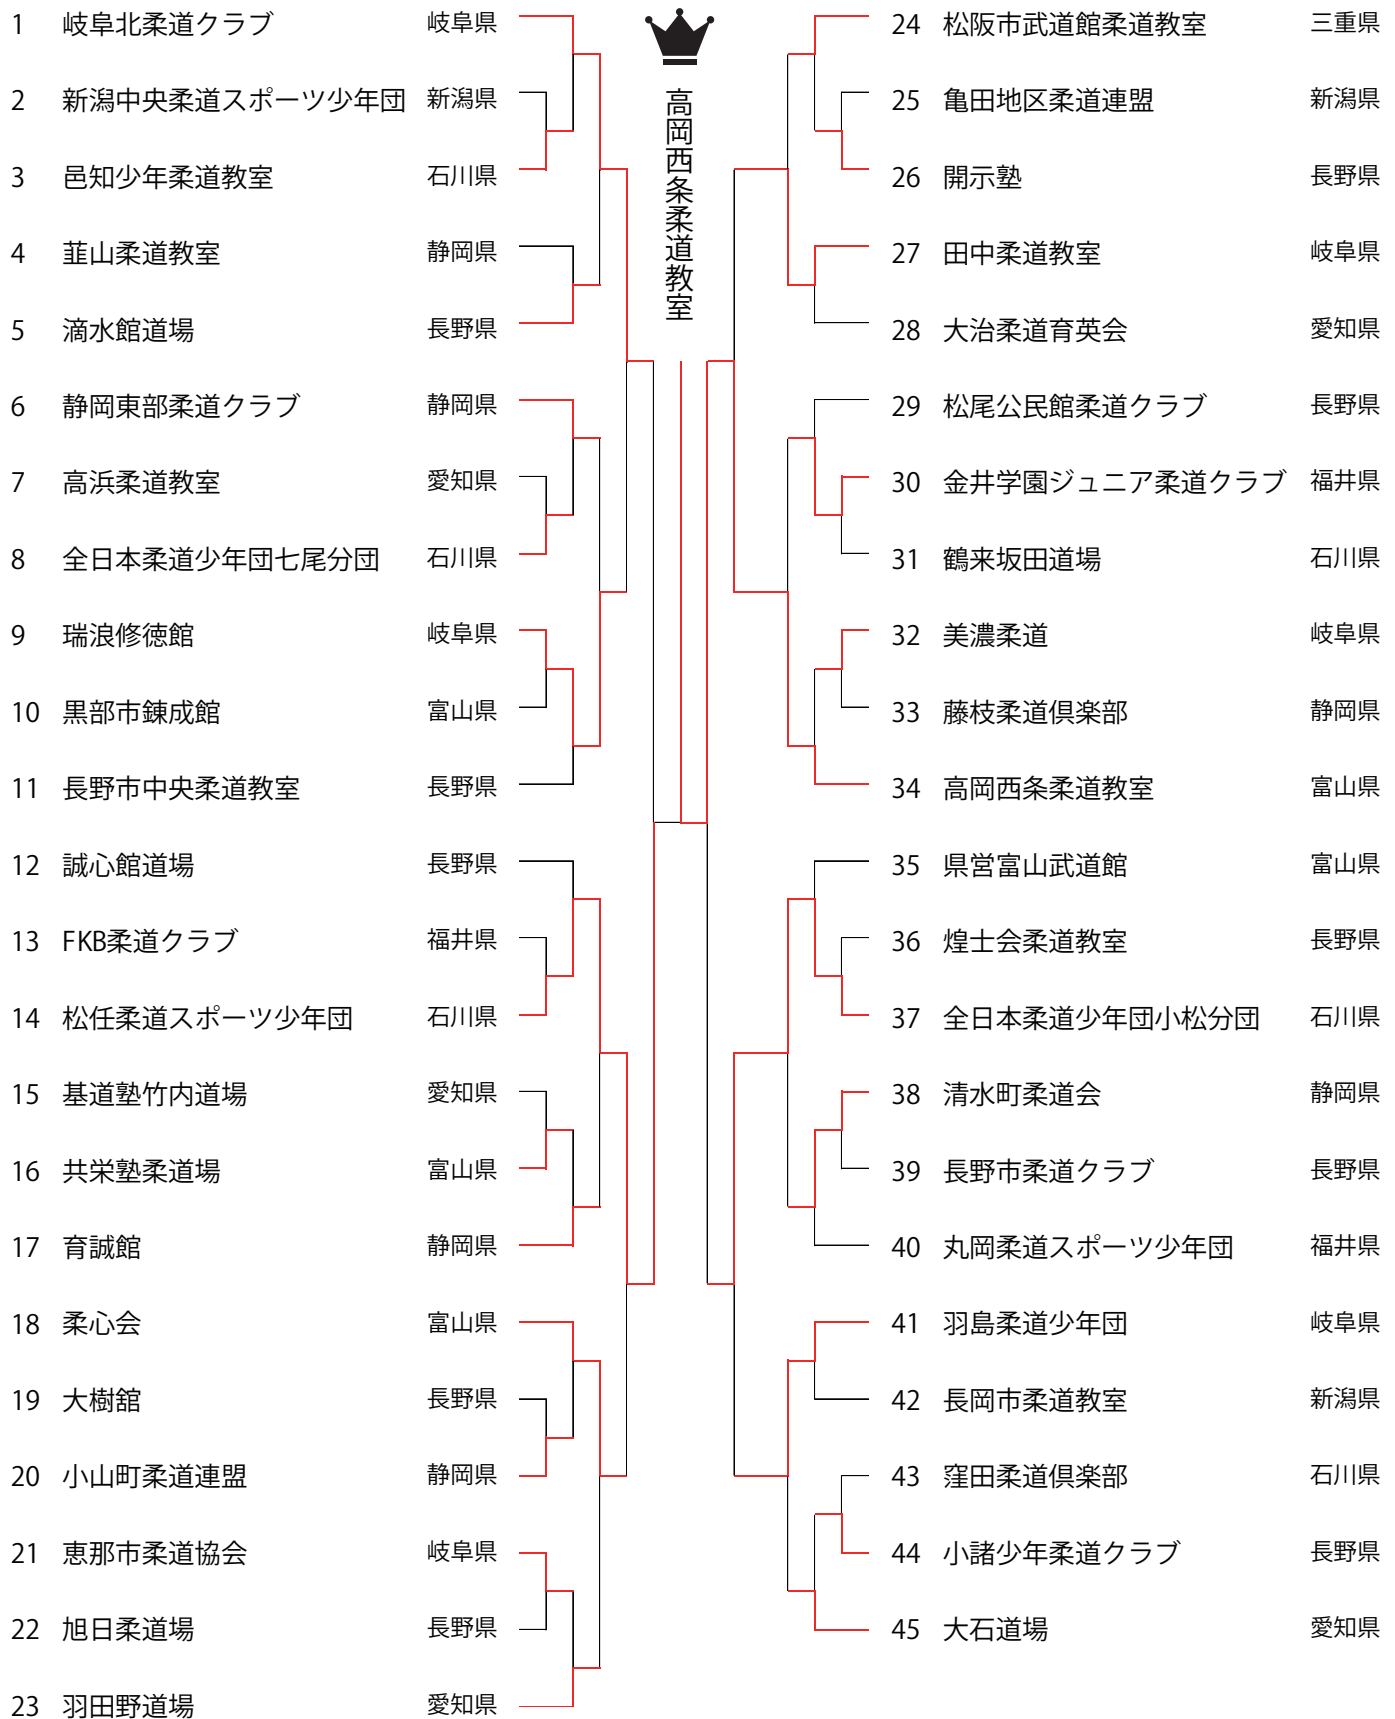 1 岐阜北柔道クラブ 岐阜県
2 新潟中央柔道スポーツ少年団 新潟県
3 邑知少年柔道教室 石川県
4 韮山柔道教室 静岡県
5 滴水館道場 長野県
6 静岡東部柔道クラブ 静岡県
7 高浜柔道教室 愛知県
8 全日本柔道少年団七尾分団 石川県
9 瑞浪修徳館 岐阜県
10 黒部市錬成館 富山県
11 長野市中央柔道教室 長野県
12 誠心館道場 長野県
13 FKB柔道クラブ 福井県
14 松任柔道スポーツ少年団 石川県
15 基道塾竹内道場 愛知県
16 共栄塾柔道場 富山県
17 育誠館 静岡県
18 柔心会 富山県
19 大樹舘 長野県
20 小山町柔道連盟 静岡県
21 恵那市柔道協会 岐阜県
22 旭日柔道場 長野県
23 羽田野道場 愛知県
高岡西条柔道教室
24 松阪市武道館柔道教室 三重県
25 亀田地区柔道連盟 新潟県
26 開示塾 長野県
27 田中柔道教室 岐阜県
28 大治柔道育英会 愛知県
29 松尾公民館柔道クラブ 長野県
30 金井学園ジュニア柔道クラブ 福井県
31 鶴来坂田道場 石川県
32 美濃柔道 岐阜県
33 藤枝柔道倶楽部 静岡県
34 高岡西条柔道教室 富山県
35 県営富山武道館 富山県
36 煌士会柔道教室 長野県
37 全日本柔道少年団小松分団 石川県
38 清水町柔道会 静岡県
39 長野市柔道クラブ 長野県
40 丸岡柔道スポーツ少年団 福井県
41 羽島柔道少年団 岐阜県
42 長岡市柔道教室 新潟県
43 窪田柔道倶楽部 石川県
44 小諸少年柔道クラブ 長野県
45 大石道場 愛知県